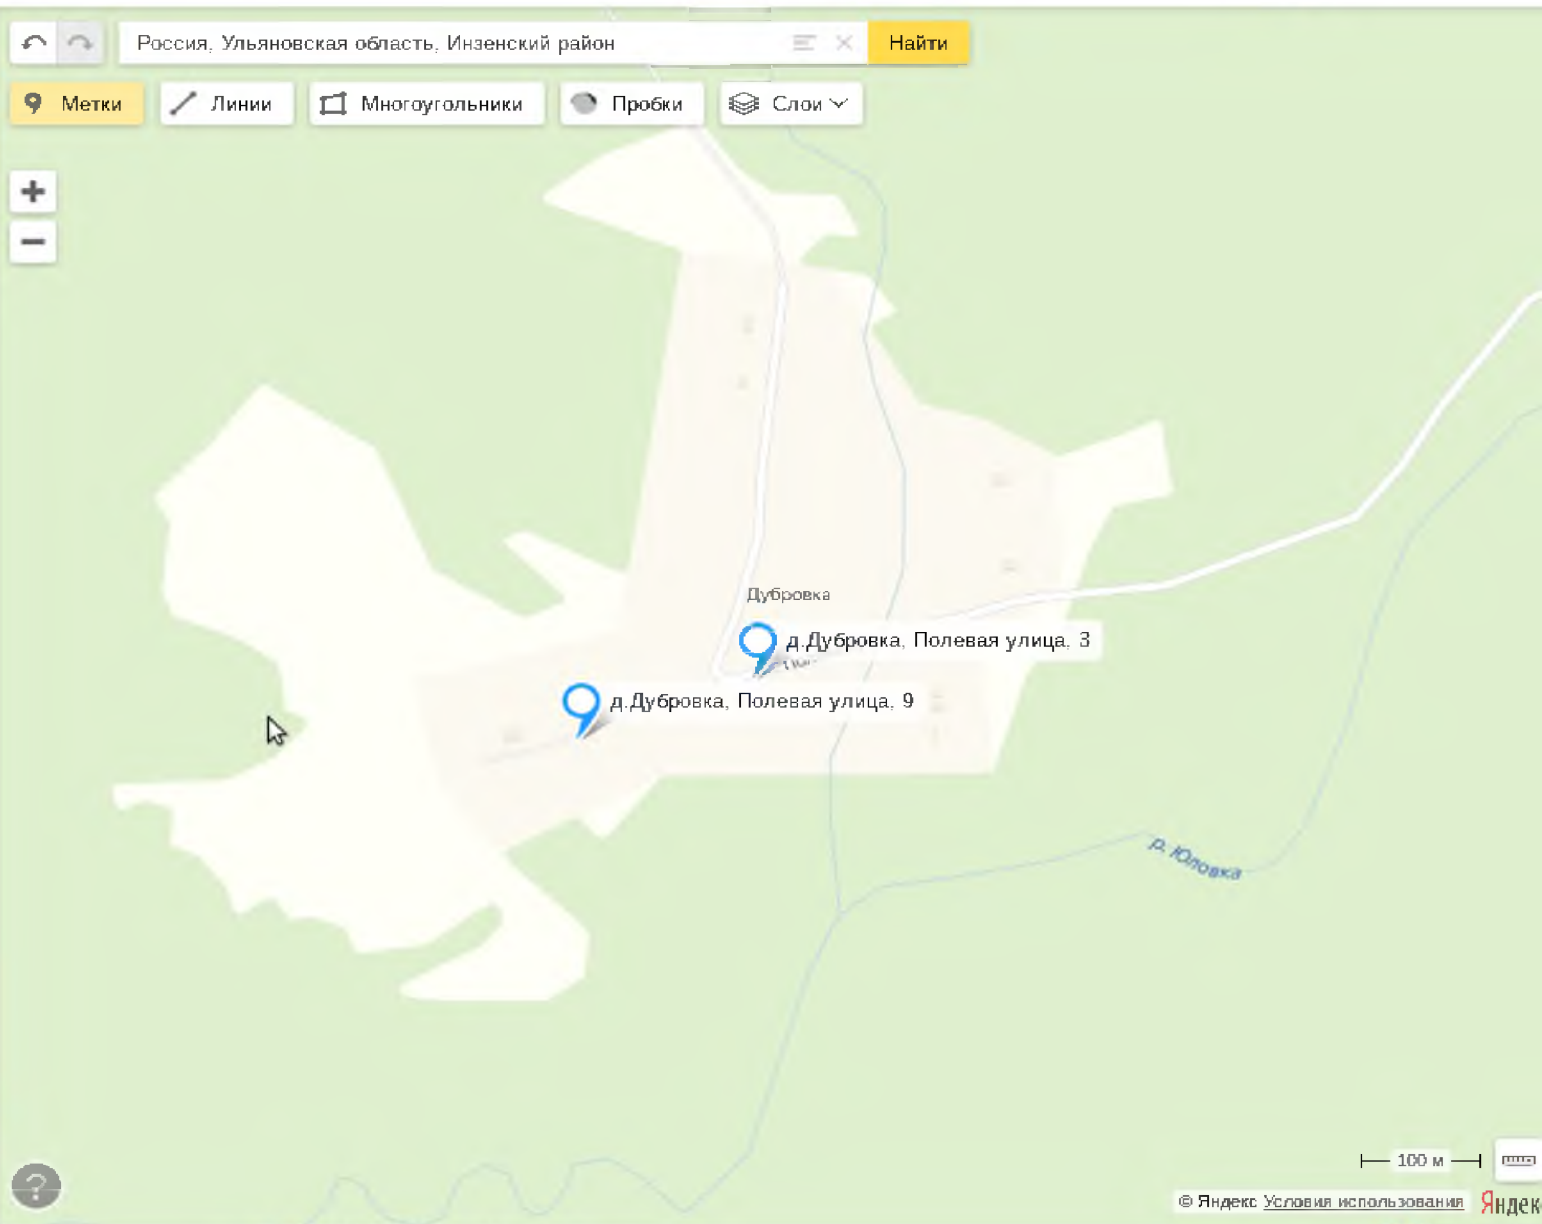 Россия, Ульяновская область, Инзенский район
Найти
Метки
Линии
Многоугольники
Пробки
Слои
Дубровка
д.Дубровка, Полевая улица, 3
д.Дубровка, Полевая улица, 9
р. Юловка
100 м
© Яндекс Условия использования